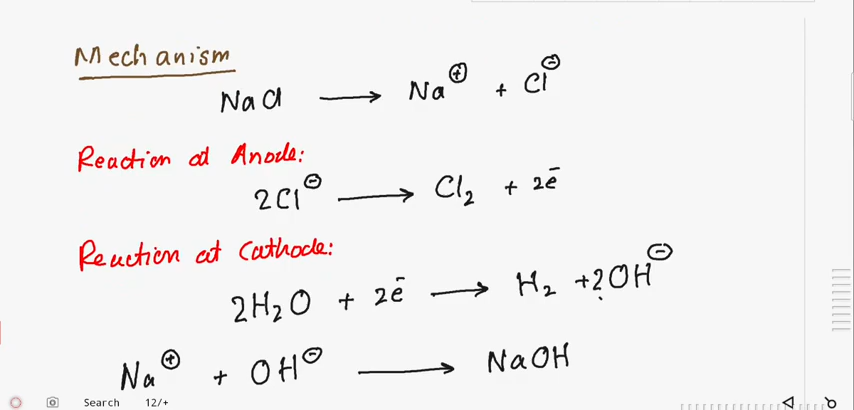 Mechanism
NaCl → Na⊕ + Cl⊖
Reaction at Anode:
2Cl⊖ → Cl₂ + 2e⁻
Reaction at Cathode:
2H₂O + 2e⁻ → H₂ + 2OH⊖
Na⊕ + OH⊖ → NaOH
Search 12/+